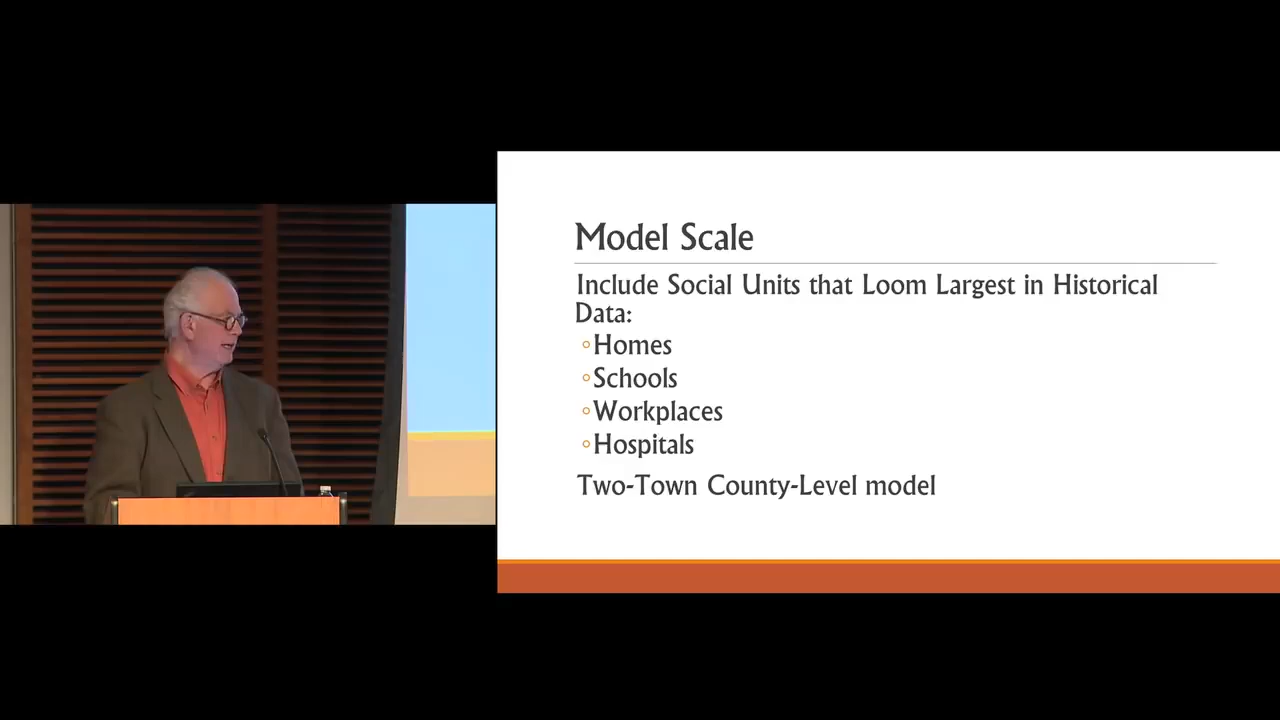 Model Scale
Include Social Units that Loom Largest in Historical
Data:
◦Homes
◦Schools
◦Workplaces
◦Hospitals
Two-Town County-Level model